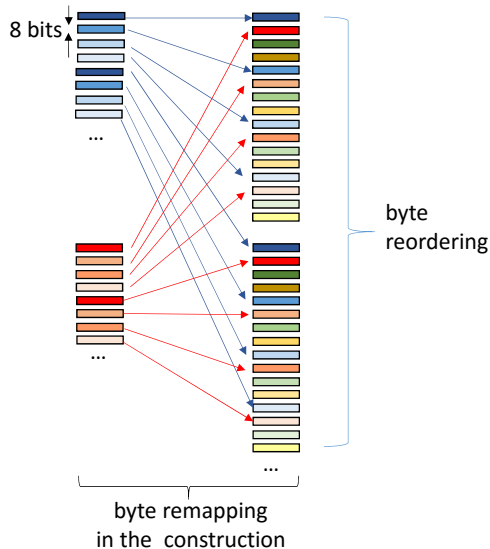 8 bits
...
...
...
byte
reordering
byte remapping
in the construction